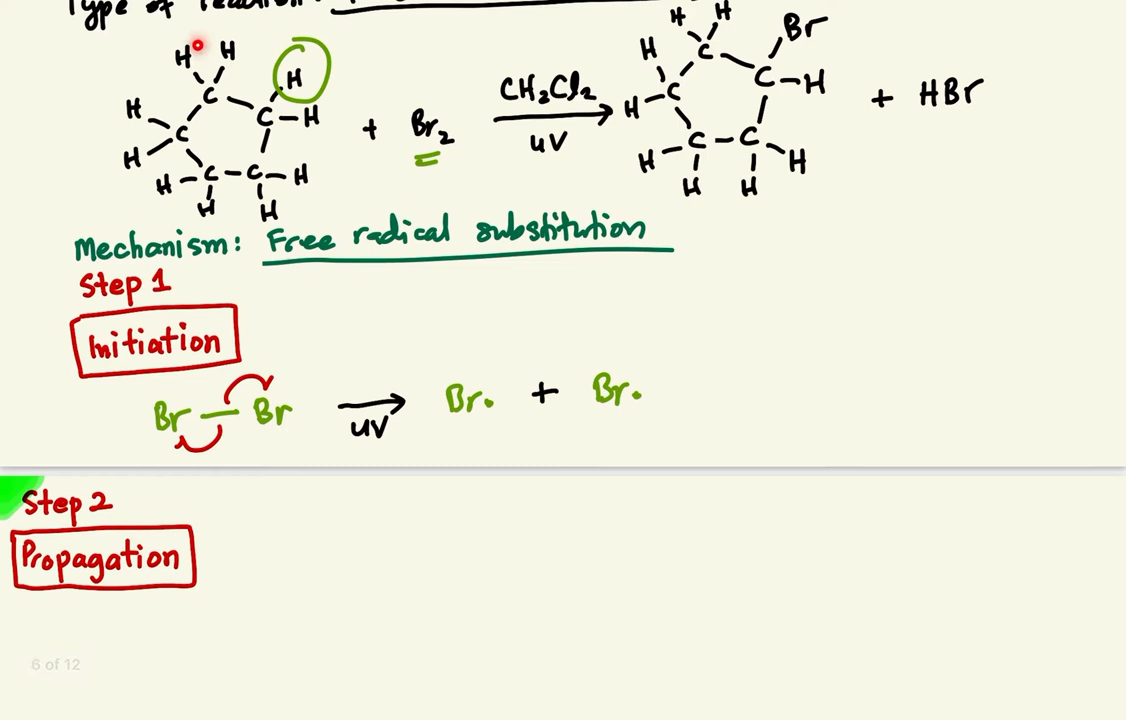 Type of reaction:
H H H C C H H C H C C H H H H + Br2 CH2Cl2 uv H H Br H C C H H C H C C H H H + HBr
Mechanism: Free radical substitution
Step 1
Initiation
Br — Br uv Br. + Br.
Step 2
Propagation
6 of 12